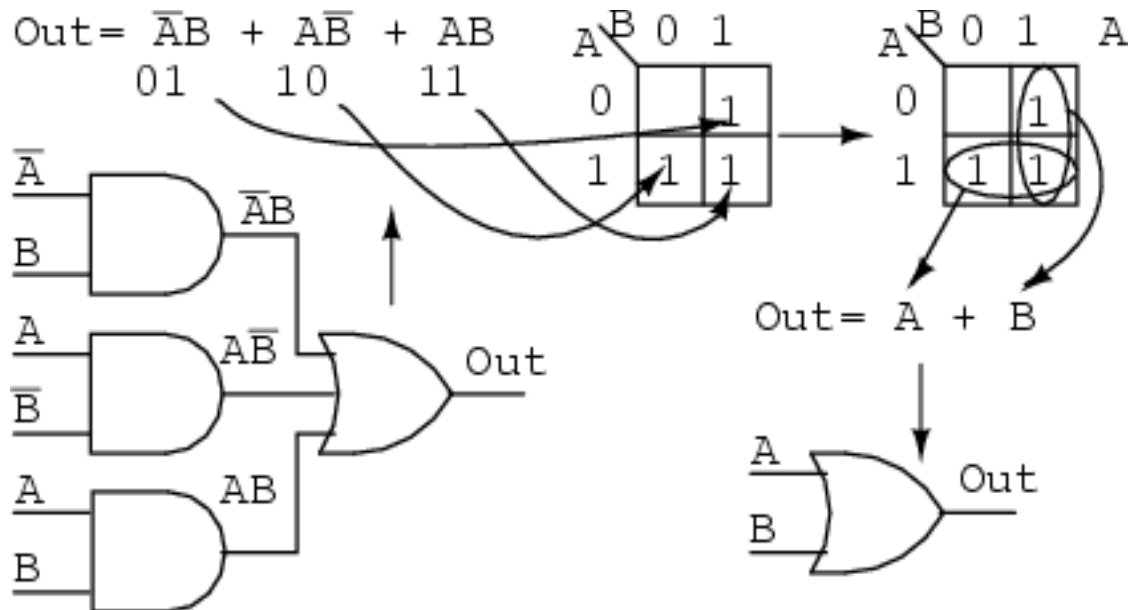 Out= A̅B + AB̅ + AB
01 10 11
A B 0 1
0 1
1 1 1
A B 0 1 A
0 1
1 1 1
Out= A + B
A̅
B
A̅B
A
B̅
AB̅
A
B
AB
Out
A
B
Out